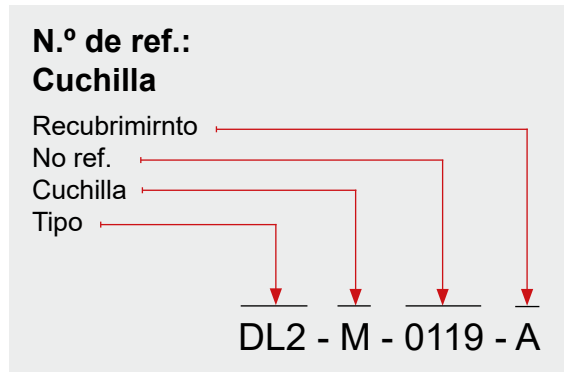 N.º de ref.:
Cuchilla
Recubrimirnto
No ref.
Cuchilla
Tipo
DL2 - M - 0119 - A